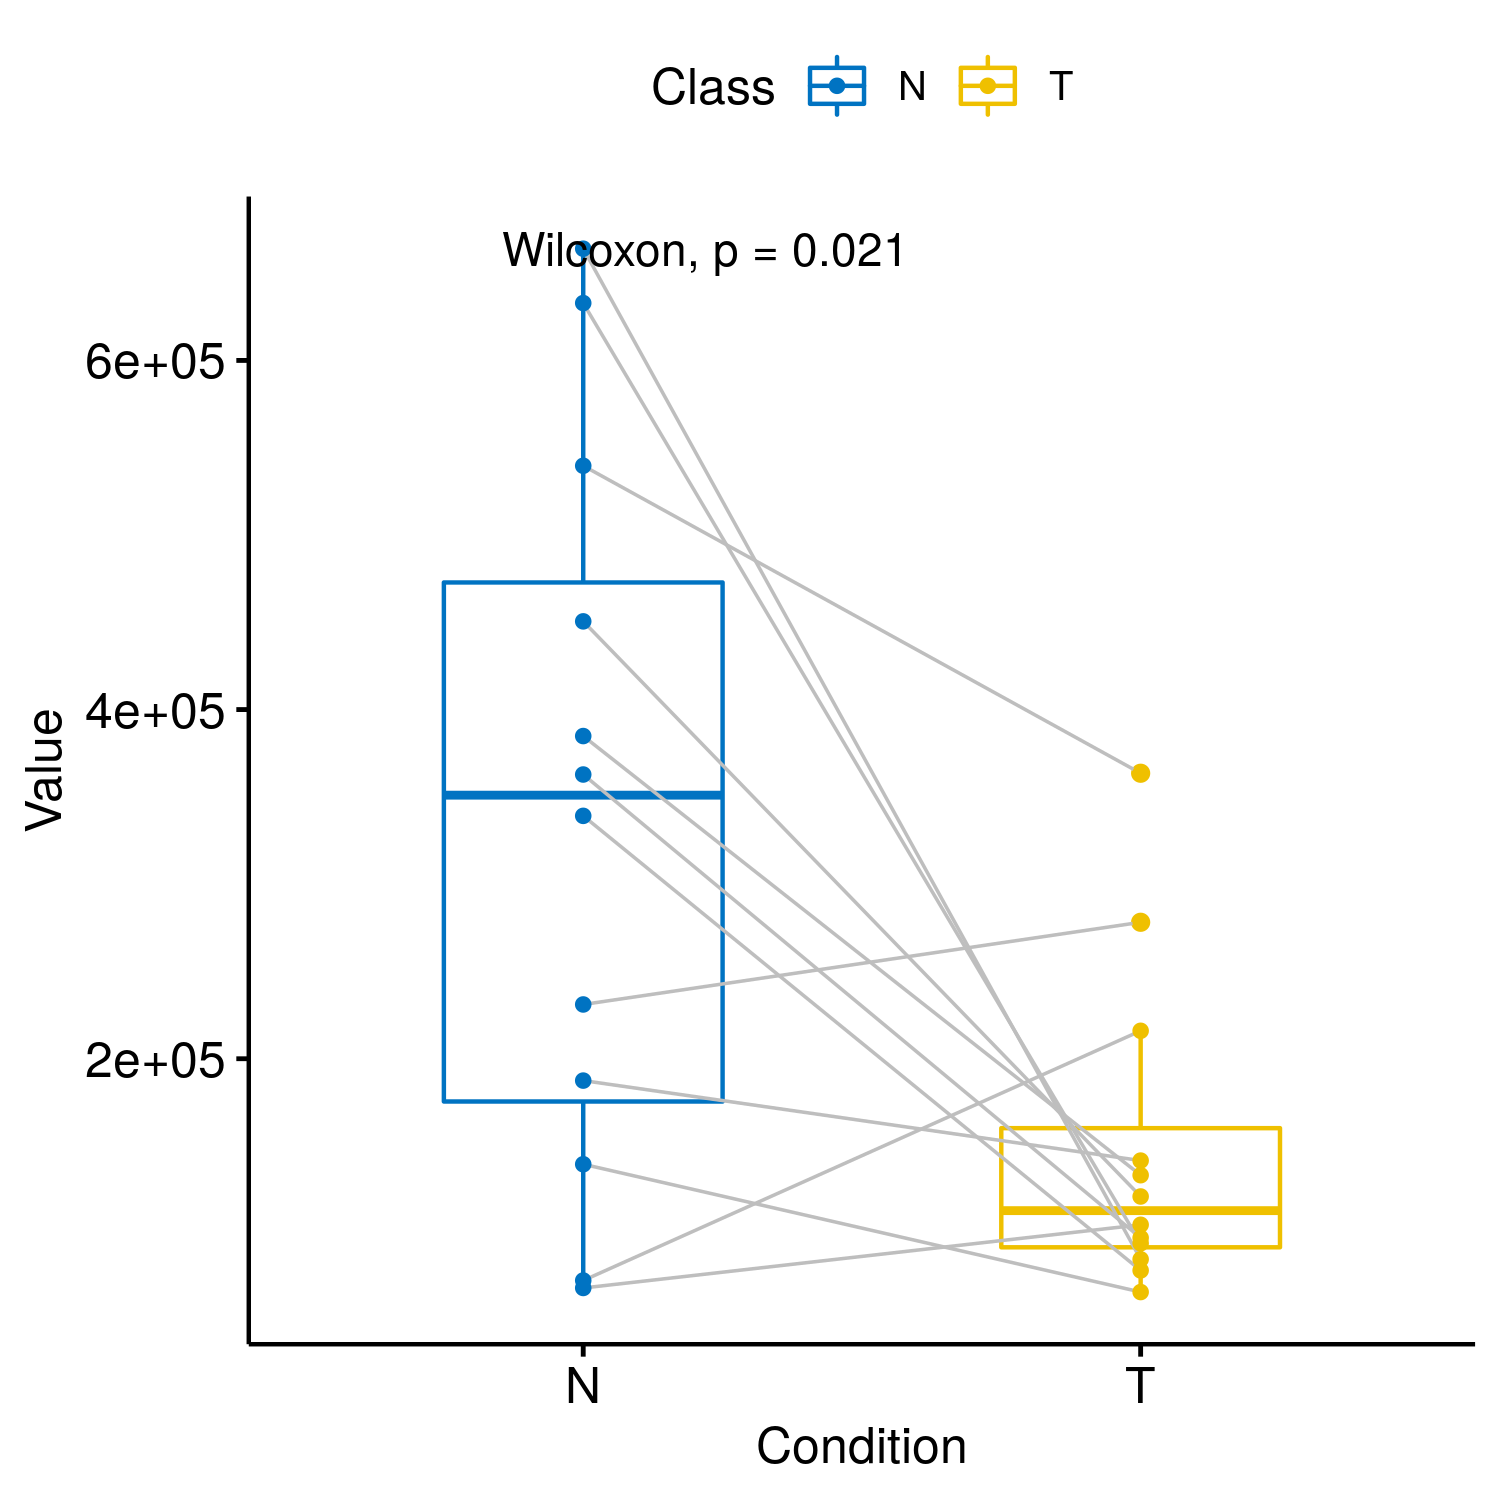 Class N T
Wilcoxon, p = 0.021
6e+05
4e+05
2e+05
Value
N T
Condition